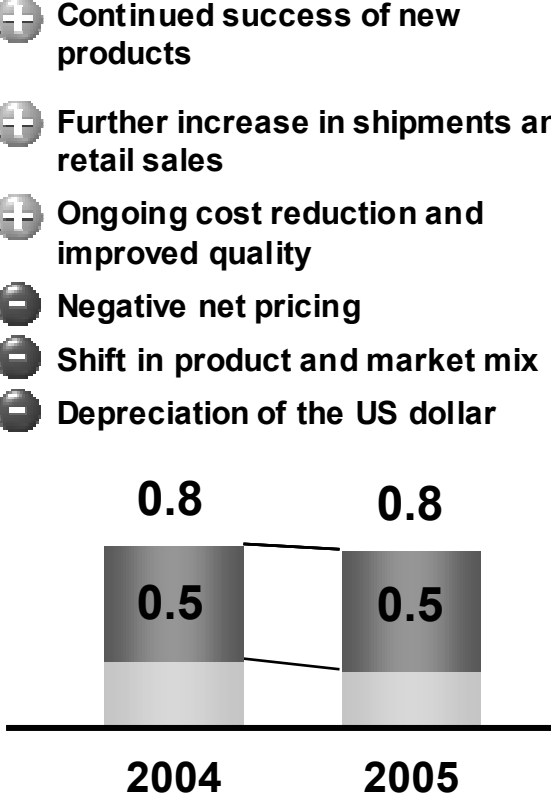 Continued success of new
products
Further increase in shipments
retail sales
Ongoing cost reduction and
improved quality
Negative net pricing
Shift in product and market mix
Depreciation of the US dollar
0.8
0.8
0.5
0.5
2004
2005